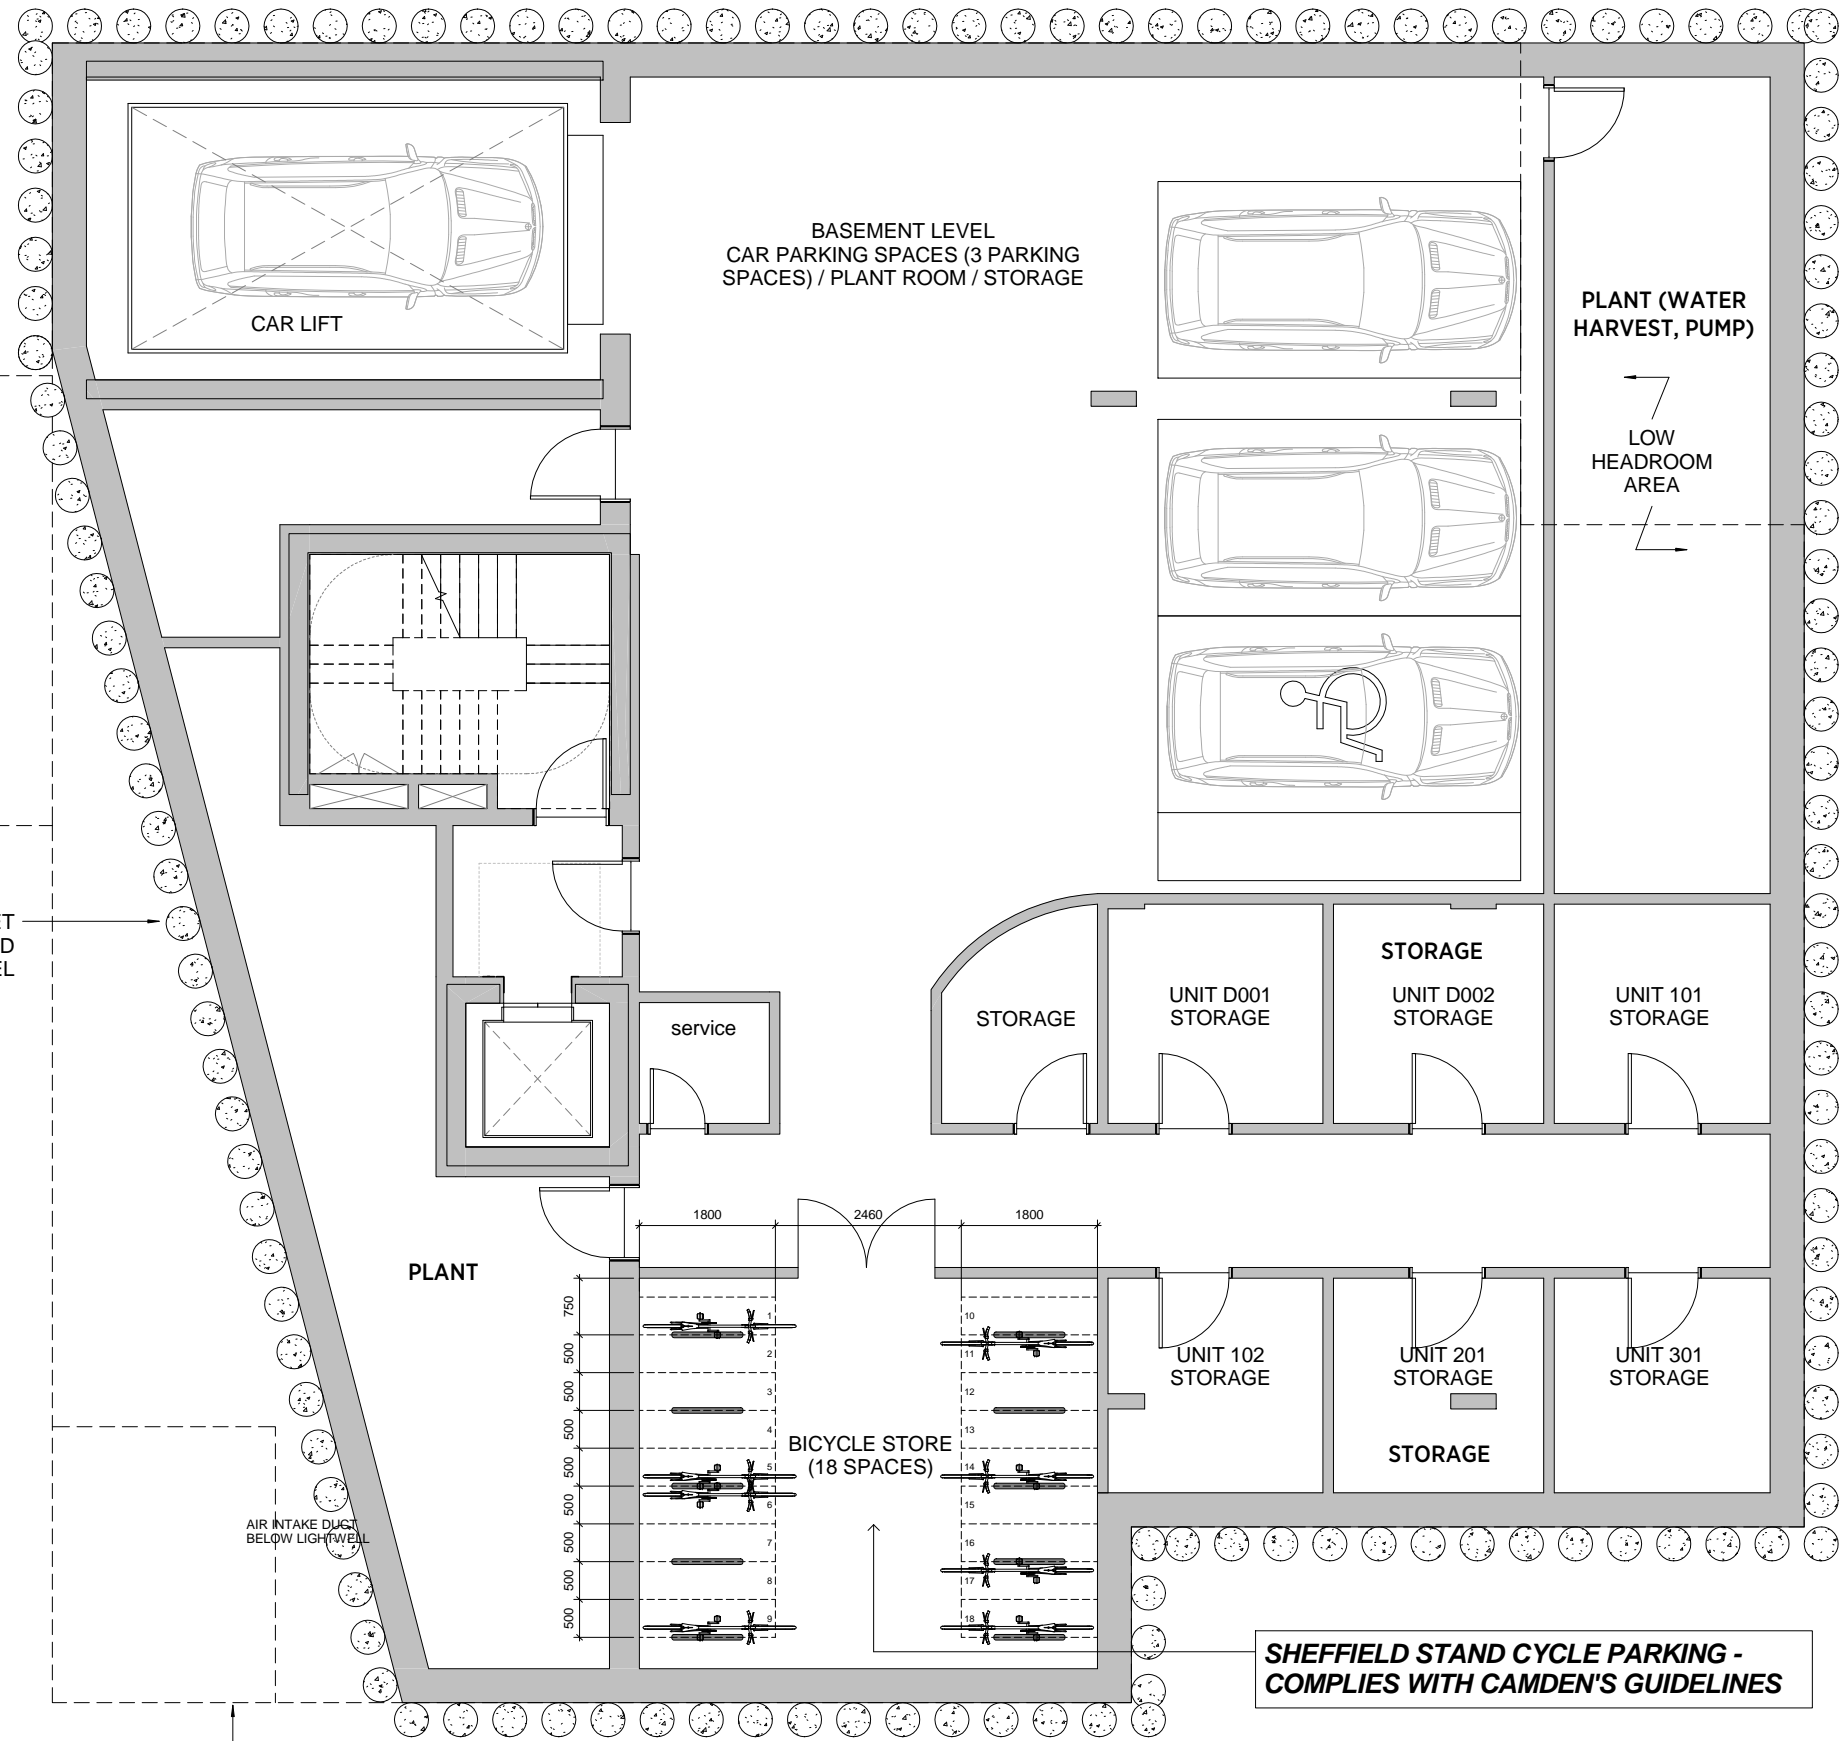 BASEMENT LEVEL
CAR PARKING SPACES (3 PARKING
SPACES) / PLANT ROOM / STORAGE
CAR LIFT
PLANT (WATER
HARVEST, PUMP)
LOW
HEADROOM
AREA
ET
D
EL
STORAGE
UNIT D001
STORAGE
STORAGE
UNIT D002
STORAGE
UNIT 101
STORAGE
service
1800
2460
1800
PLANT
750
500
500
500
500
500
500
500
500
1
2
3
4
5
6
7
8
9
10
11
12
13
14
15
16
17
18
BICYCLE STORE
(18 SPACES)
UNIT 102
STORAGE
UNIT 201
STORAGE
STORAGE
UNIT 301
STORAGE
AIR INTAKE DUCT
BELOW LIGHTWELL
SHEFFIELD STAND CYCLE PARKING -
COMPLIES WITH CAMDEN'S GUIDELINES